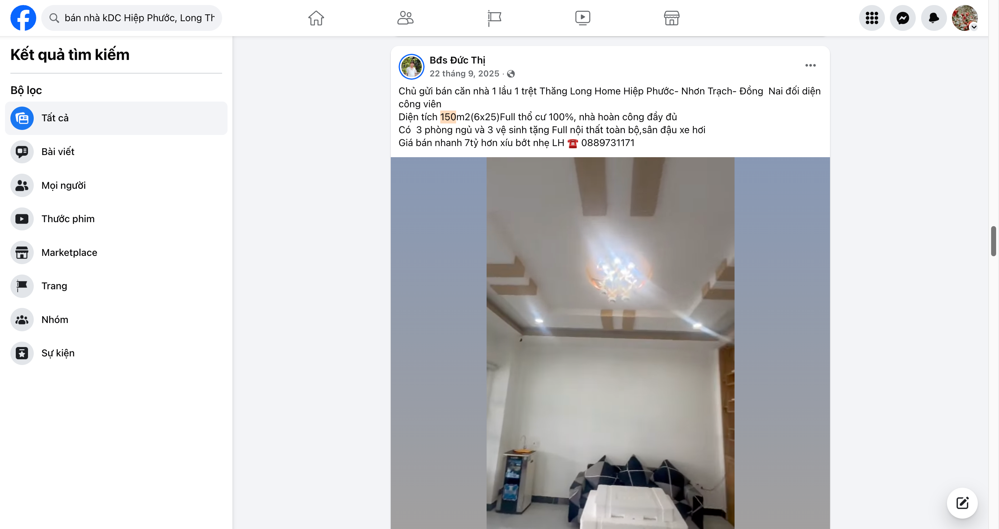 bán nhà kDC Hiệp Phước, Long Th
Kết quả tìm kiếm
Bộ lọc
Tất cả
Bài viết
Mọi người
Thước phim
Marketplace
Trang
Nhóm
Sự kiện
Bđs Đức Thị
22 tháng 9, 2025 ·
Chủ gửi bán căn nhà 1 lầu 1 trệt Thăng Long Home Hiệp Phước- Nhơn Trạch- Đồng  Nai đối diện
công viên
Diện tích 150m2(6x25)Full thổ cư 100%, nhà hoàn công đầy đủ
Có  3 phòng ngủ và 3 vệ sinh tặng Full nội thất toàn bộ,sân đậu xe hơi
Giá bán nhanh 7tỷ hơn xíu bớt nhẹ LH ☎️ 0889731171